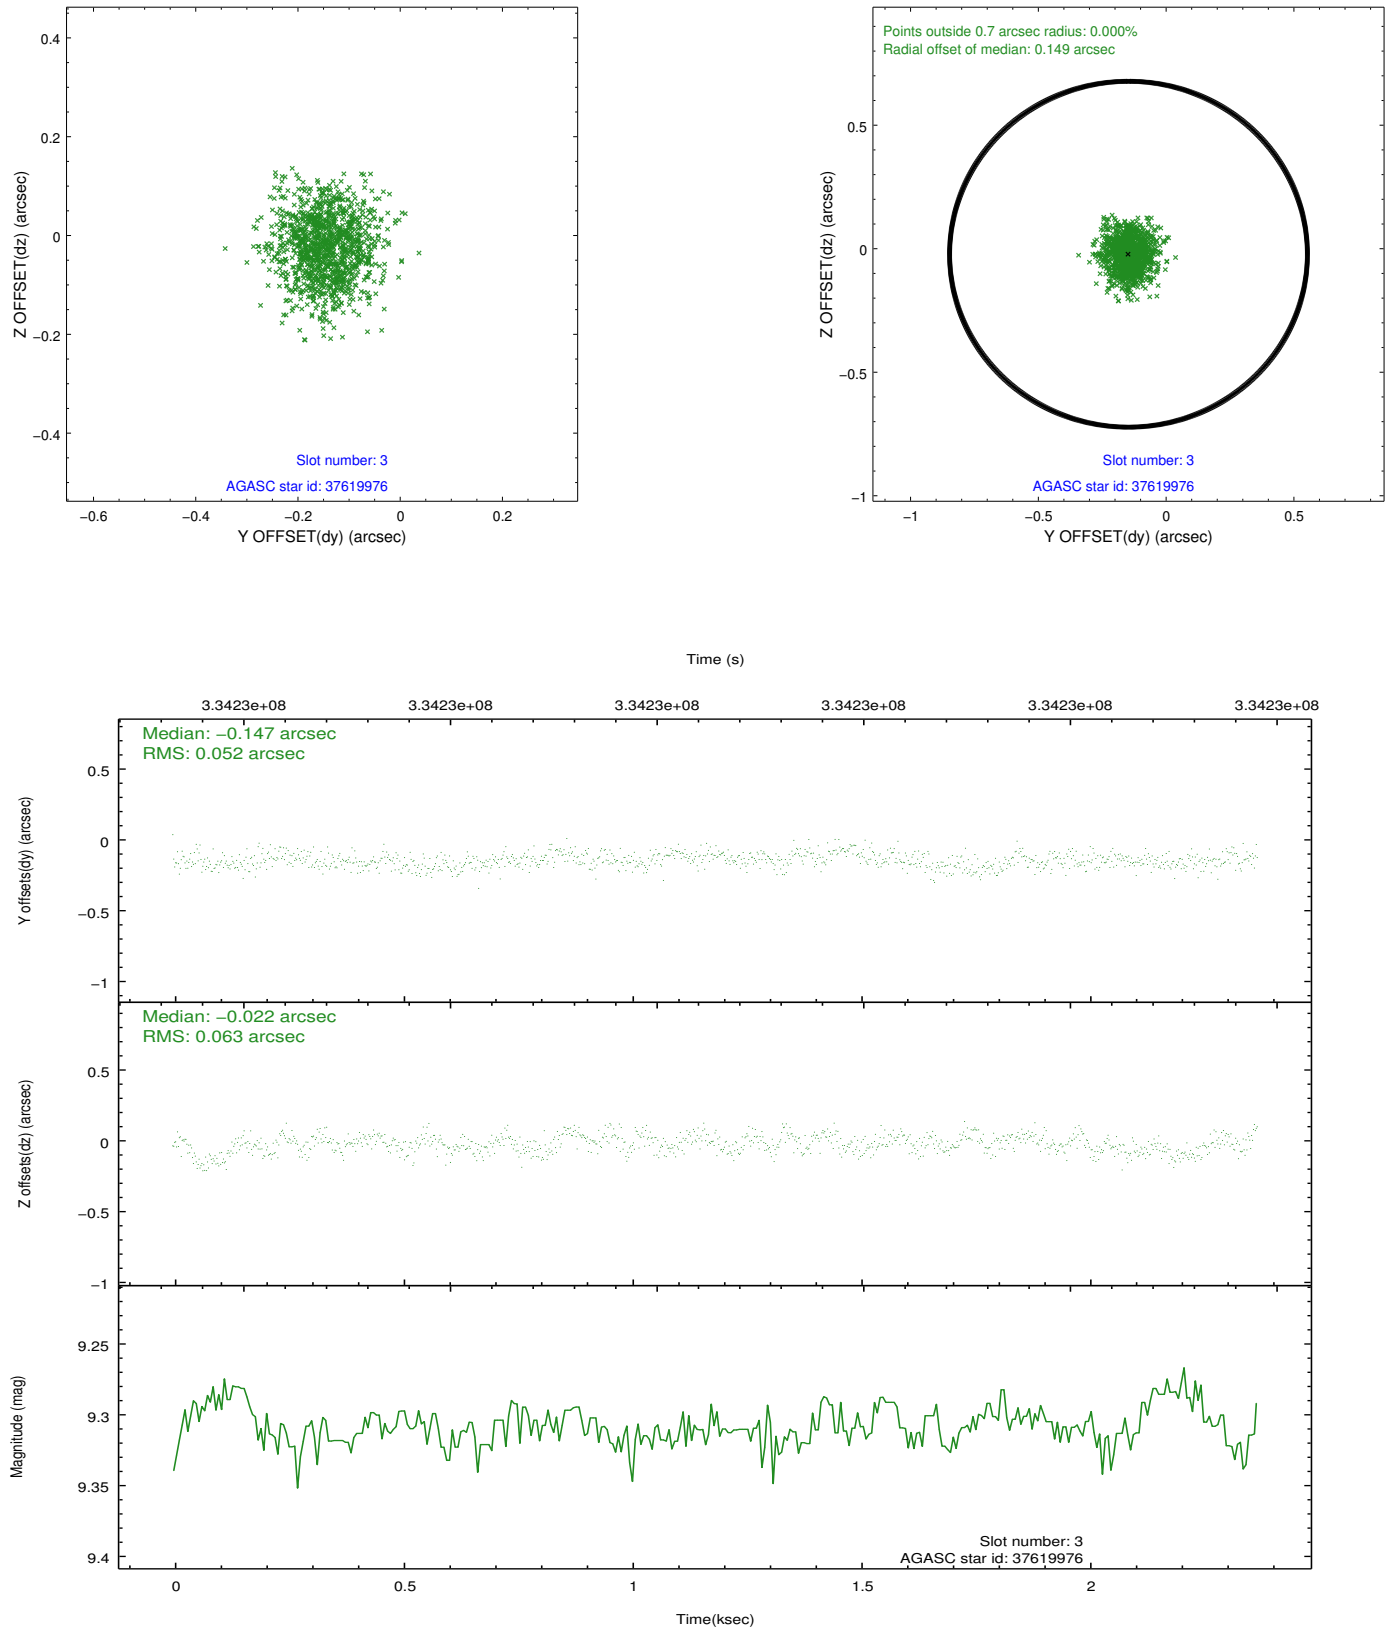 0.4
0.2
0
−0.2
−0.4
Z OFFSET(dz) (arcsec)
Slot number: 3
AGASC star id: 37619976
−0.6 −0.4 −0.2 0 0.2
Y OFFSET(dy) (arcsec)
Points outside 0.7 arcsec radius: 0.000%
Radial offset of median: 0.149 arcsec
0.5
0
−0.5
−1
Z OFFSET(dz) (arcsec)
Slot number: 3
AGASC star id: 37619976
−1 −0.5 0 0.5
Y OFFSET(dy) (arcsec)
Time (s)
3.3423e+08 3.3423e+08 3.3423e+08 3.3423e+08 3.3423e+08 3.3423e+08
Median: −0.147 arcsec
RMS: 0.052 arcsec
0.5
0
−0.5
−1
Y offsets(dy) (arcsec)
Median: −0.022 arcsec
RMS: 0.063 arcsec
0.5
0
−0.5
−1
Z offsets(dz) (arcsec)
9.25
9.3
9.35
9.4
Magnitude (mag)
Slot number: 3
AGASC star id: 37619976
0 0.5 1 1.5 2
Time(ksec)